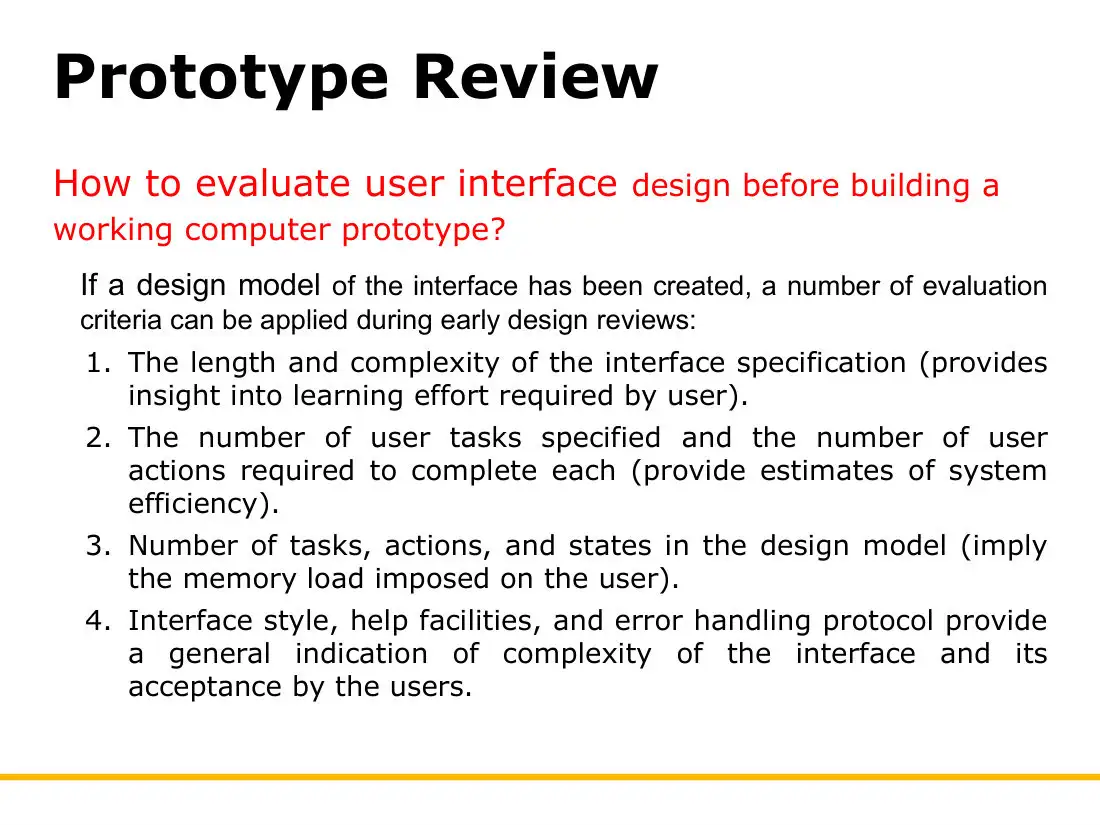 Prototype Review
How to evaluate user interface design before building a
working computer prototype?
If a design model of the interface has been created, a number of evaluation
criteria can be applied during early design reviews:
1. The length and complexity of the interface specification (provides
insight into learning effort required by user).
2. The number of user tasks specified and the number of user
actions required to complete each (provide estimates of system
efficiency).
3. Number of tasks, actions, and states in the design model (imply
the memory load imposed on the user).
4. Interface style, help facilities, and error handling protocol provide
a general indication of complexity of the interface and its
acceptance by the users.